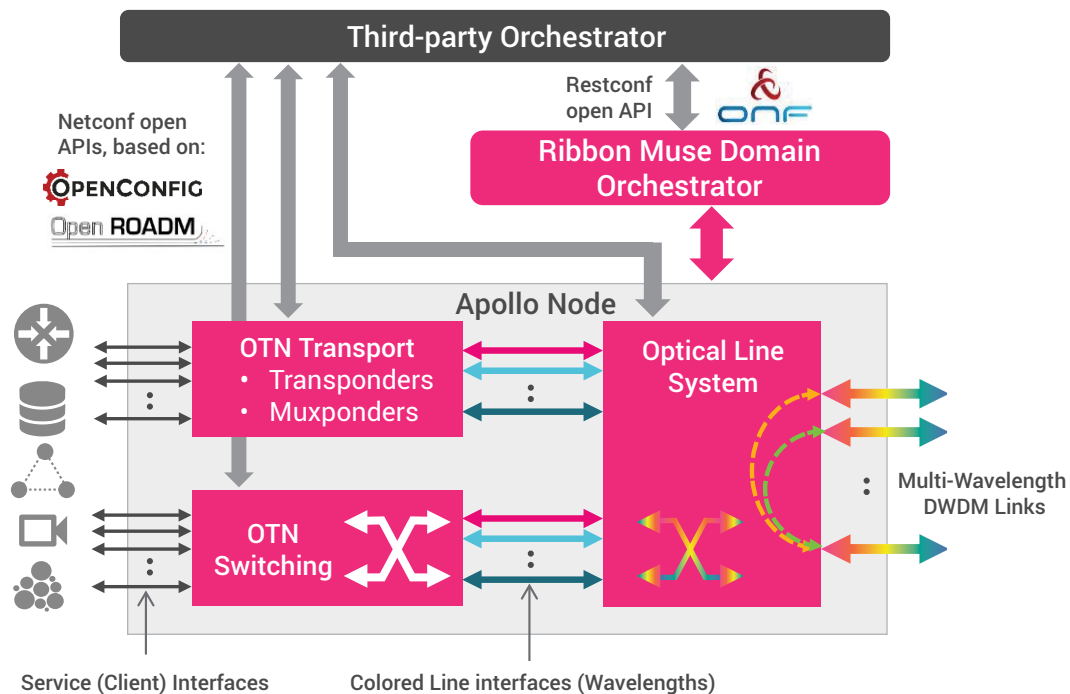 Third-party Orchestrator
Restconf
open API
ONF
Netconf open
APIs, based on:
OPENCONFIG
Open ROADM
Ribbon Muse Domain
Orchestrator
Apollo Node
OTN Transport
• Transponders
• Muxponders
Optical Line
System
OTN
Switching
Multi-Wavelength
DWDM Links
Service (Client) Interfaces
Colored Line interfaces (Wavelengths)